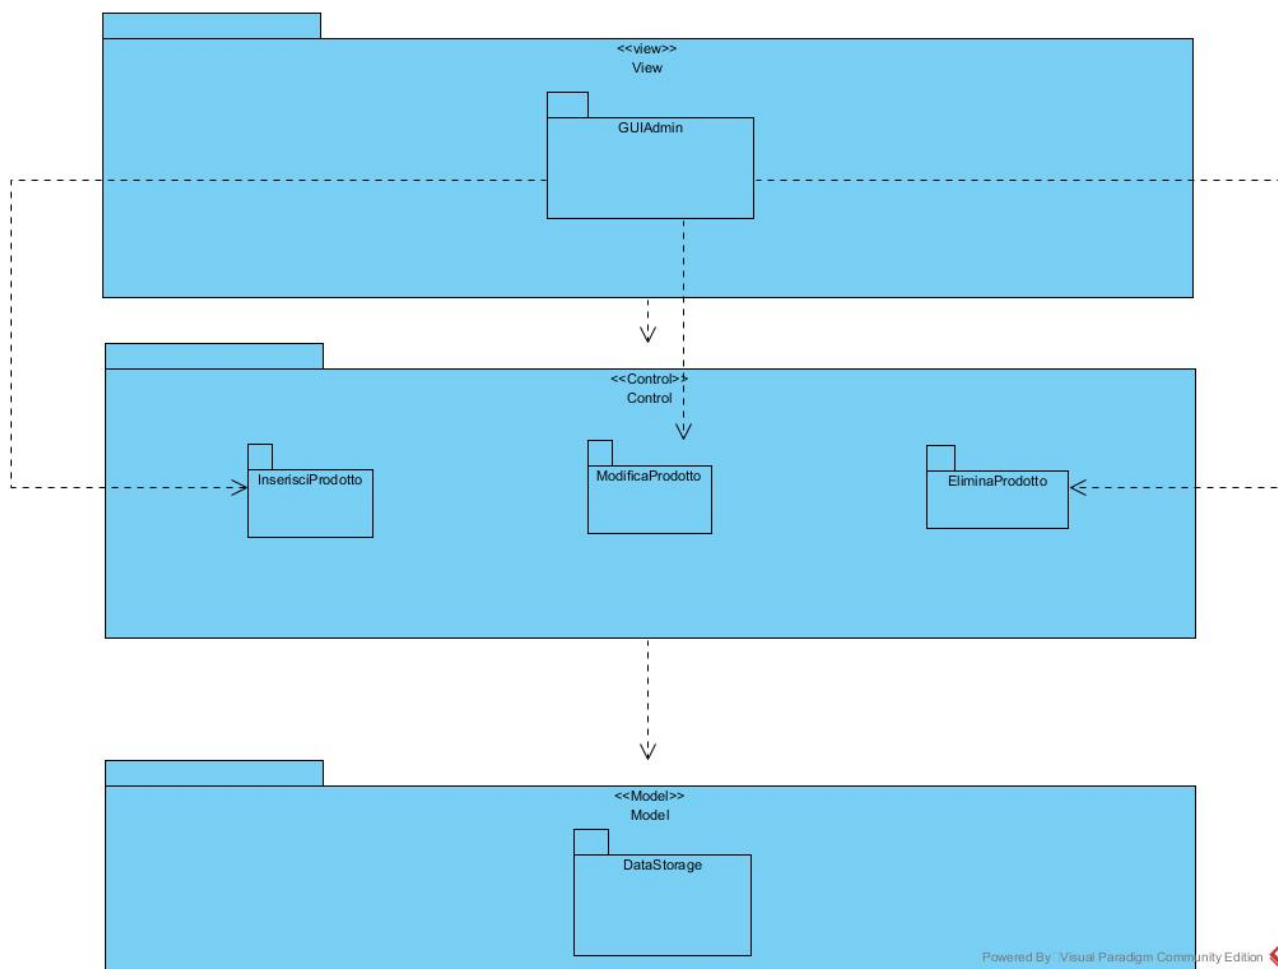 <<view>>
View
GUIAdmin
<<Control>>
Control
InserisciProdotto
ModificaProdotto
EliminaProdotto
<<Model>>
Model
DataStorage
Powered By Visual Paradigm Community Edition